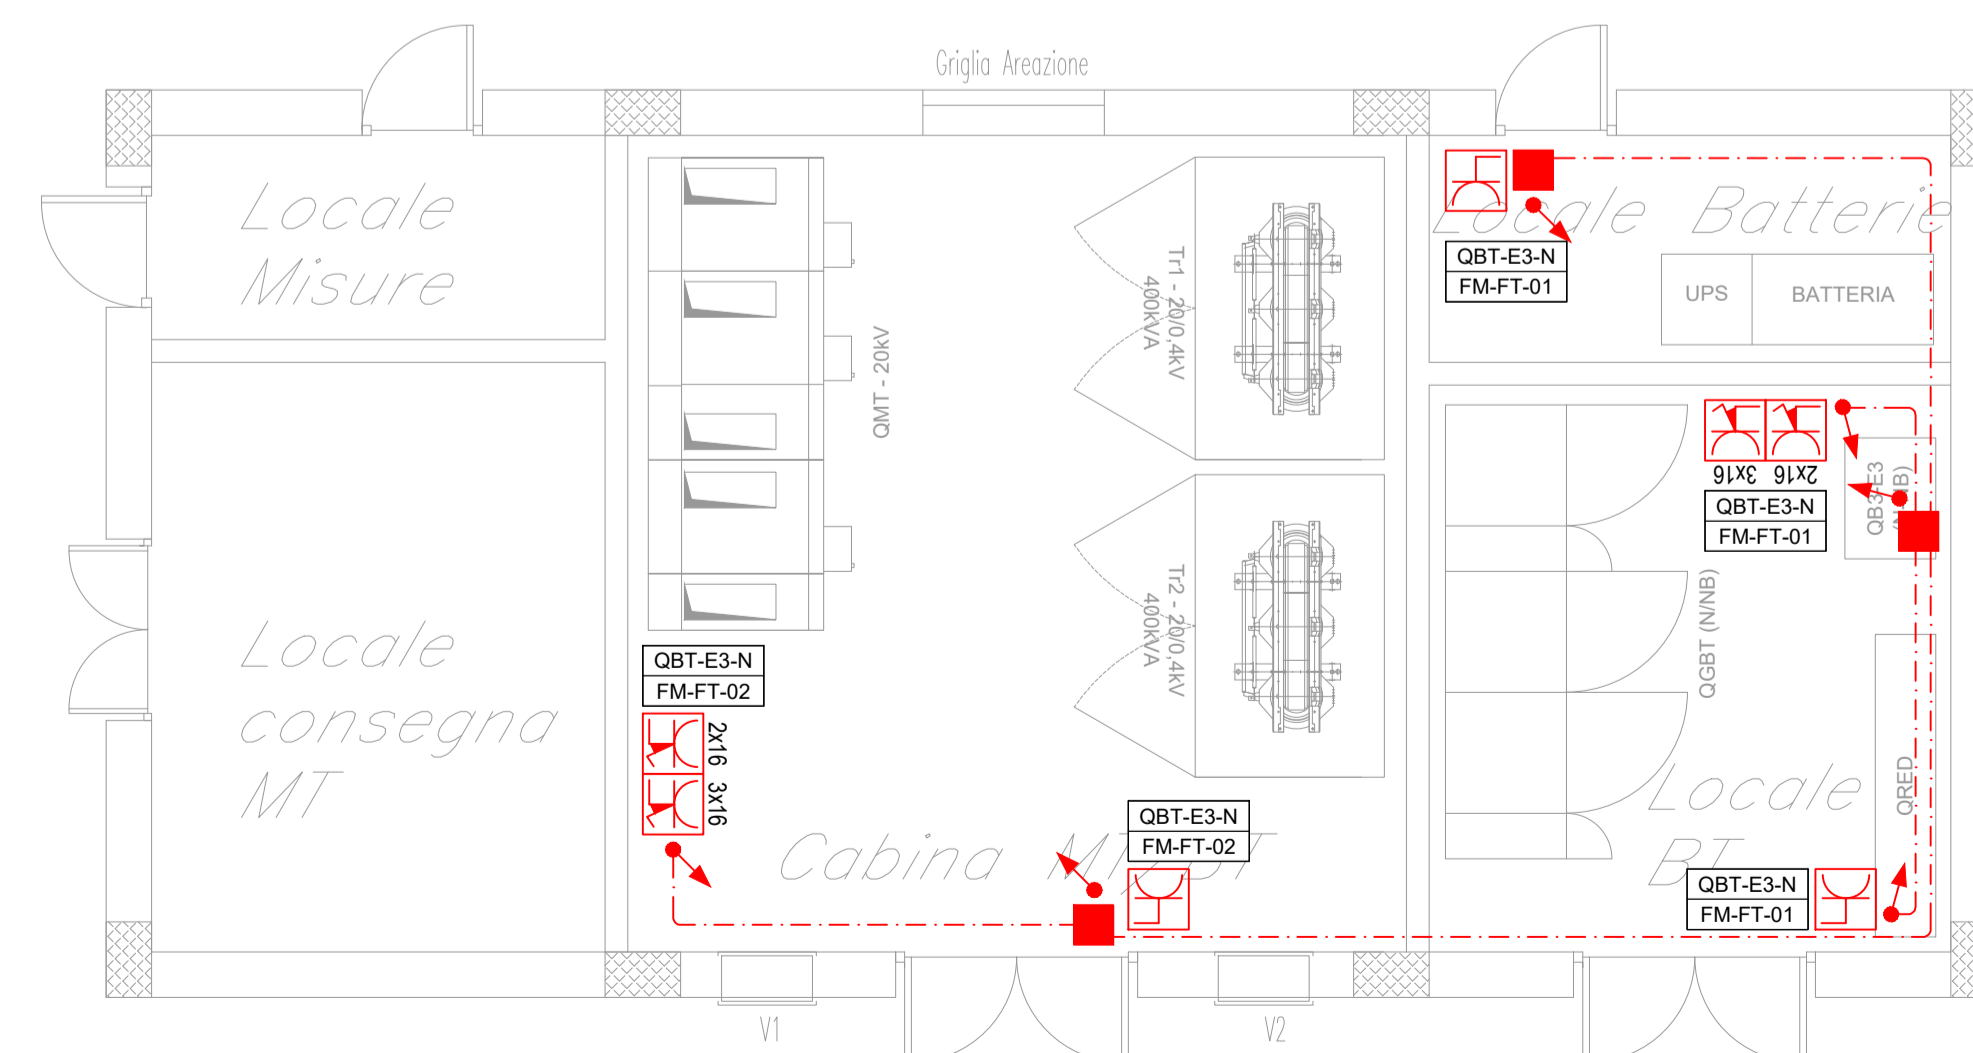 Griglia Areazione
Locale
Misure
Locale Batterie
QBT-E3-N
FM-FT-01
UPS
BATTERIA
Tr1 - 20/0,4kV
400kVA
QMT - 20kV
3x16
2x16
QBT-E3-N
FM-FT-01
QB3-E3
QGBT (N/NB)
Tr2 - 20/0,4kV
400kVA
Locale
consegna
MT
QBT-E3-N
FM-FT-02
2x16
3x16
Cabina
QBT-E3-N
FM-FT-02
Locale
BT
QRED
QBT-E3-N
FM-FT-01
V1
V2